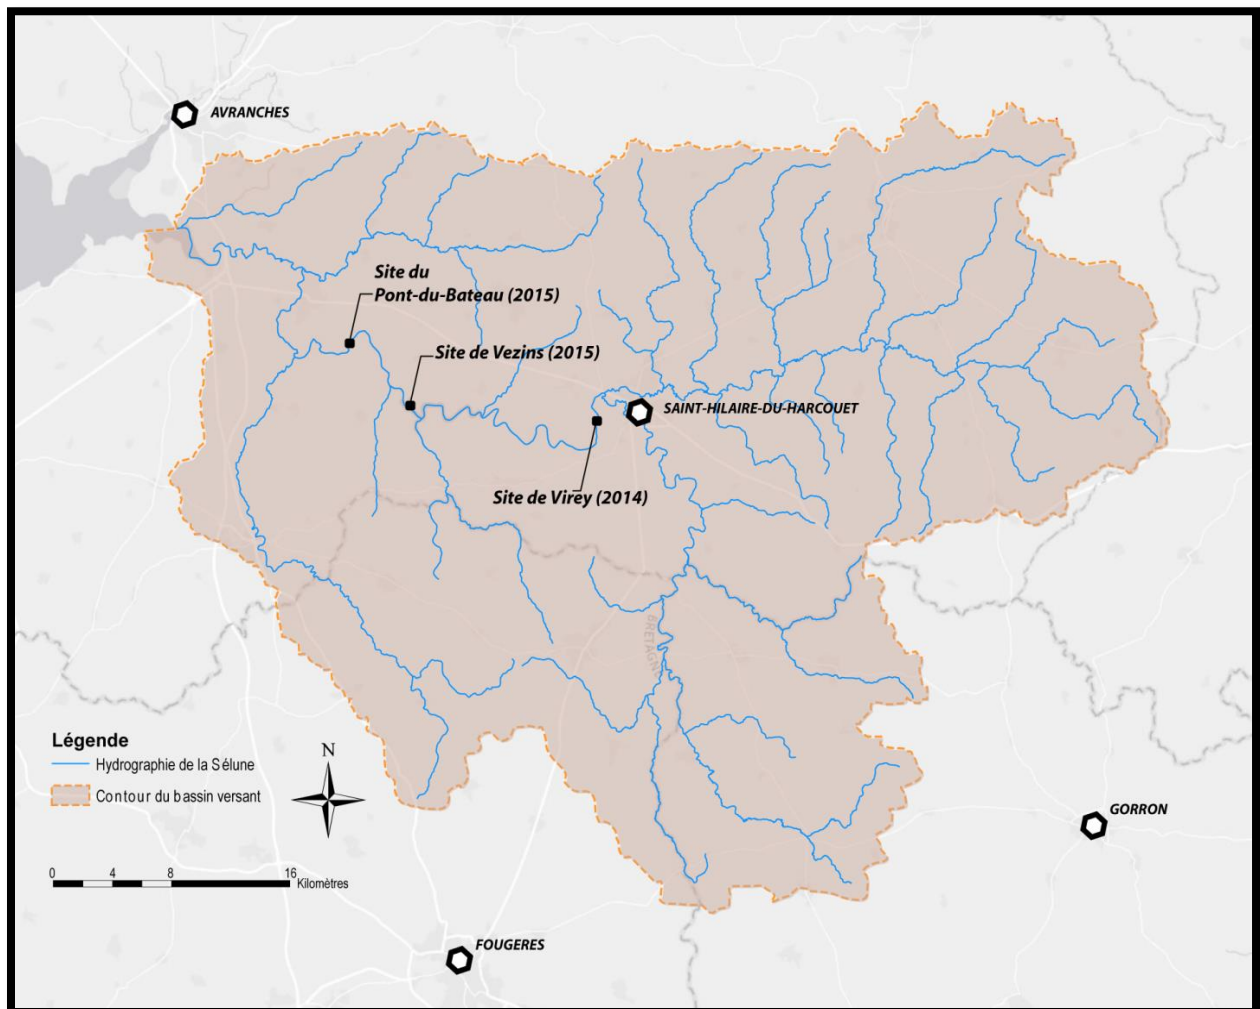 AVRANCHES
Site du
Pont-du-Bateau (2015)
Site de Vezins (2015)
SAINT-HILAIRE-DU-HARCOUET
Site de Virey (2014)
BRETAGNE
Légende
Hydrographie de la Sélune
Contour du bassin versant
N
0 4 8 16
Kilomètres
GORRON
FOUGERES